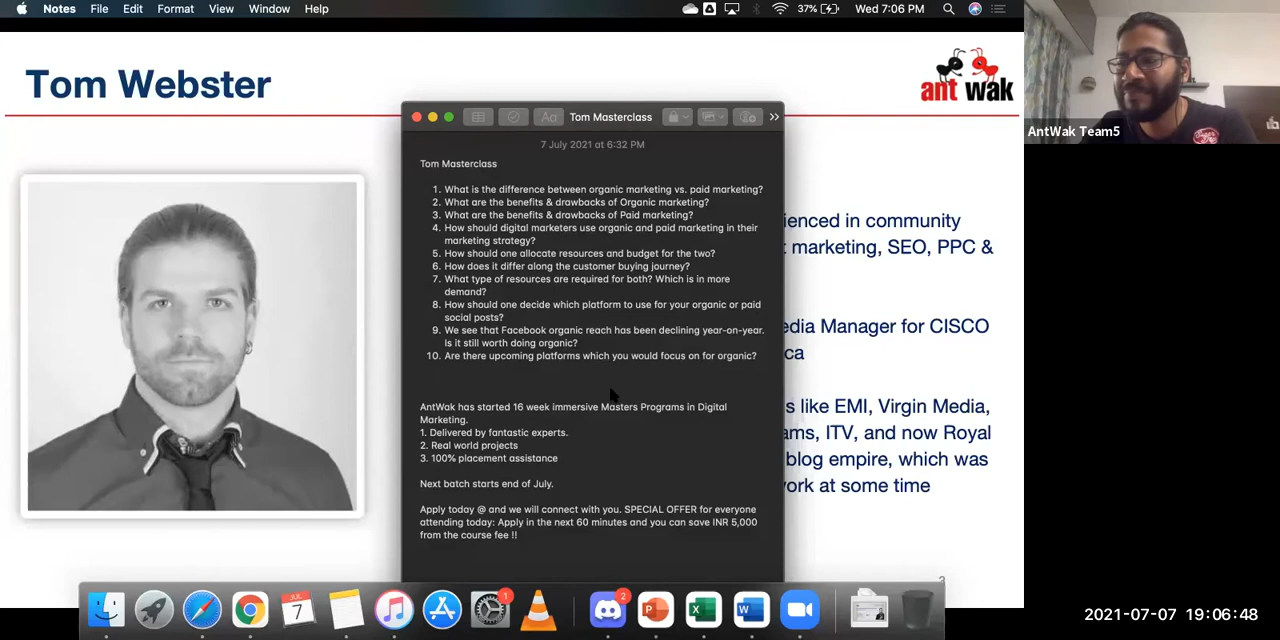 Notes File Edit Format View Window Help 37% Wed 7:06 PM
Tom Webster
ant wak
AntWak Team5
Tom Masterclass
7 July 2021 at 6:32 PM
Tom Masterclass
1. What is the difference between organic marketing vs. paid marketing?
2. What are the benefits & drawbacks of Organic marketing?
3. What are the benefits & drawbacks of Paid marketing?
4. How should digital marketers use organic and paid marketing in their
marketing strategy?
5. How should one allocate resources and budget for the two?
6. How does it differ along the customer buying journey?
7. What type of resources are required for both? Which is in more
demand?
8. How should one decide which platform to use for your organic or paid
social posts?
9. We see that Facebook organic reach has been declining year-on-year.
Is it still worth doing organic?
10. Are there upcoming platforms which you would focus on for organic?
AntWak has started 16 week immersive Masters Programs in Digital
Marketing.
1. Delivered by fantastic experts.
2. Real world projects
3. 100% placement assistance
Next batch starts end of July.
Apply today @ and we will connect with you. SPECIAL OFFER for everyone
attending today: Apply in the next 60 minutes and you can save INR 5,000
from the course fee !!
ienced in community
marketing, SEO, PPC &
edia Manager for CISCO
ca
s like EMI, Virgin Media,
ams, ITV, and now Royal
blog empire, which was
ork at some time
JUL
7
1
2
2021-07-07 19:06:48